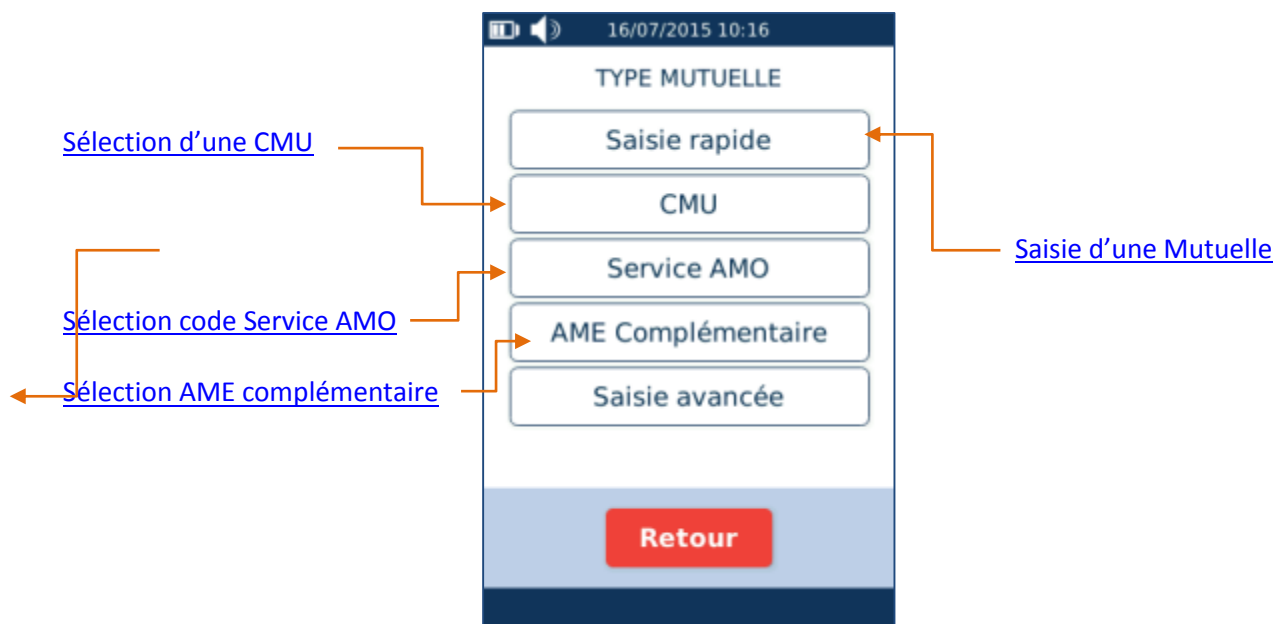 16/07/2015 10:16
TYPE MUTUELLE
Saisie rapide
Sélection d’une CMU
CMU
Saisie d’une Mutuelle
Service AMO
Sélection code Service AMO
AME Complémentaire
Sélection AME complémentaire
Saisie avancée
Retour